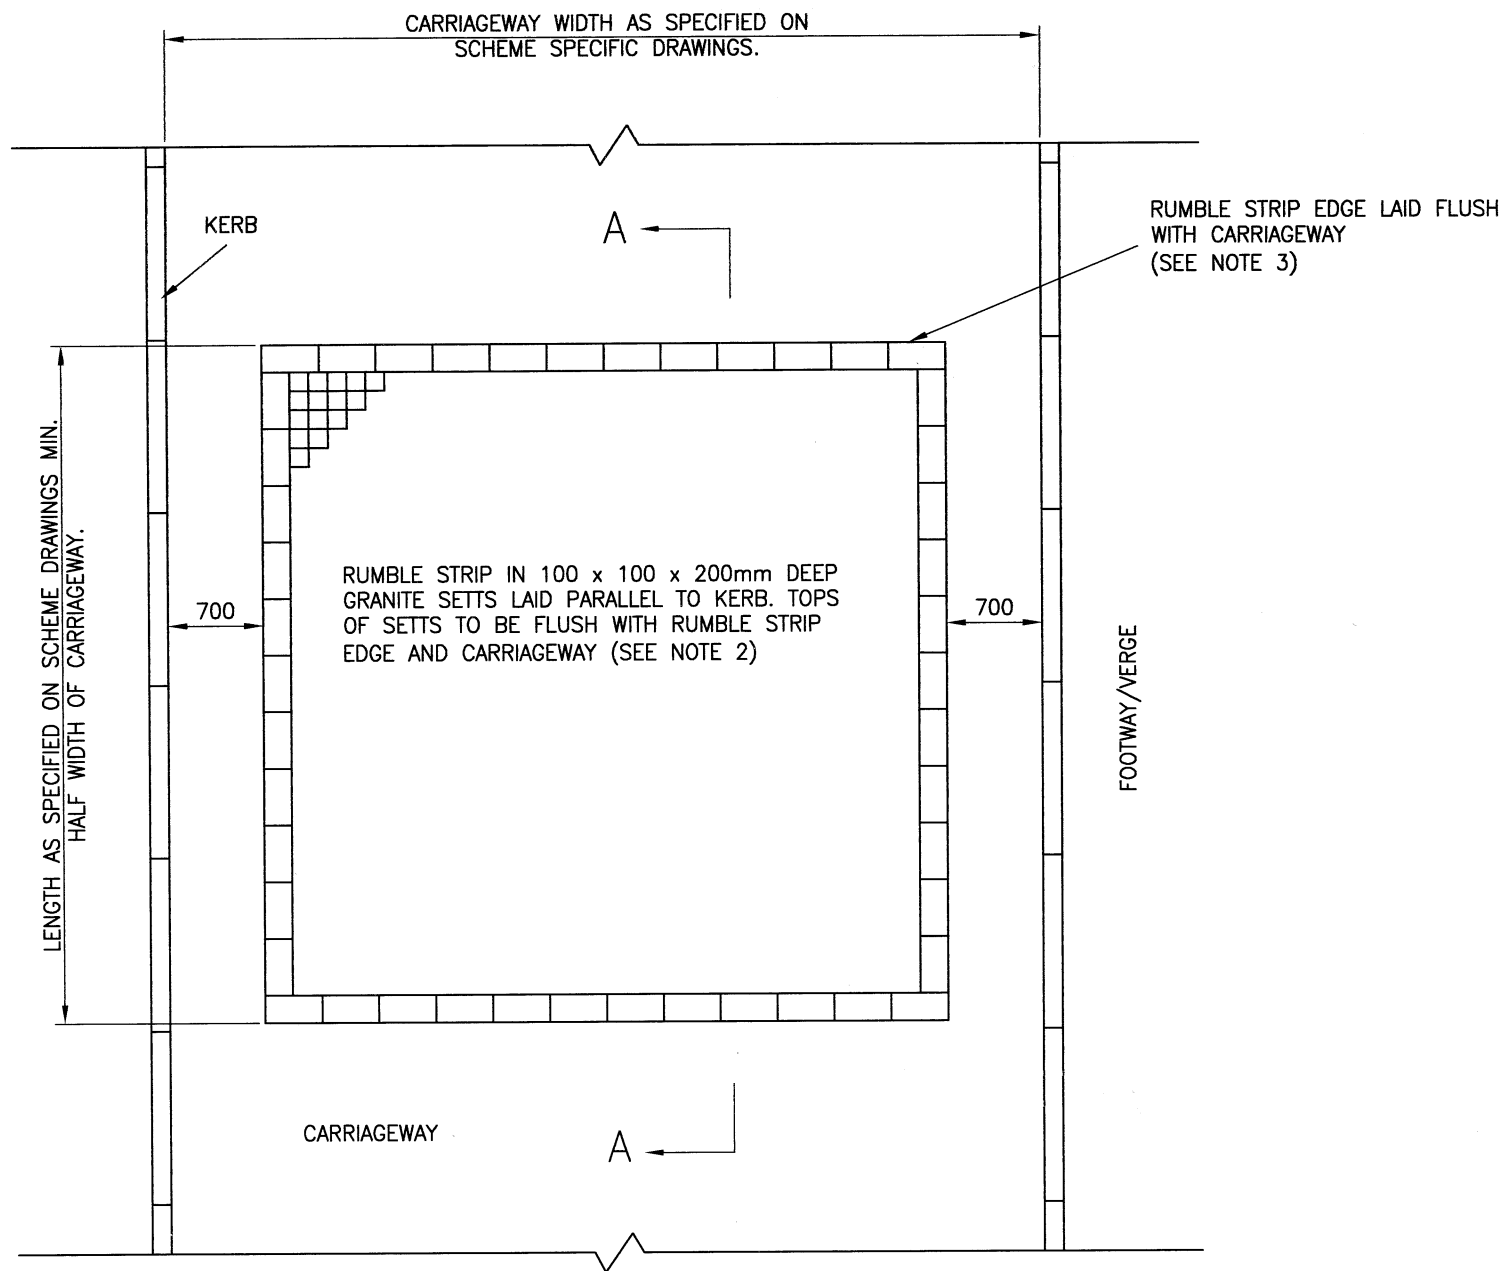 CARRIAGEWAY WIDTH AS SPECIFIED ON
SCHEME SPECIFIC DRAWINGS.
KERB
A
RUMBLE STRIP EDGE LAID FLUSH
WITH CARRIAGEWAY
(SEE NOTE 3)
LENGTH AS SPECIFIED ON SCHEME DRAWINGS MIN.
HALF WIDTH OF CARRIAGEWAY.
700
RUMBLE STRIP IN 100 x 100 x 200mm DEEP
GRANITE SETTS LAID PARALLEL TO KERB. TOPS
OF SETTS TO BE FLUSH WITH RUMBLE STRIP
EDGE AND CARRIAGEWAY (SEE NOTE 2)
700
FOOTWAY/VERGE
CARRIAGEWAY
A